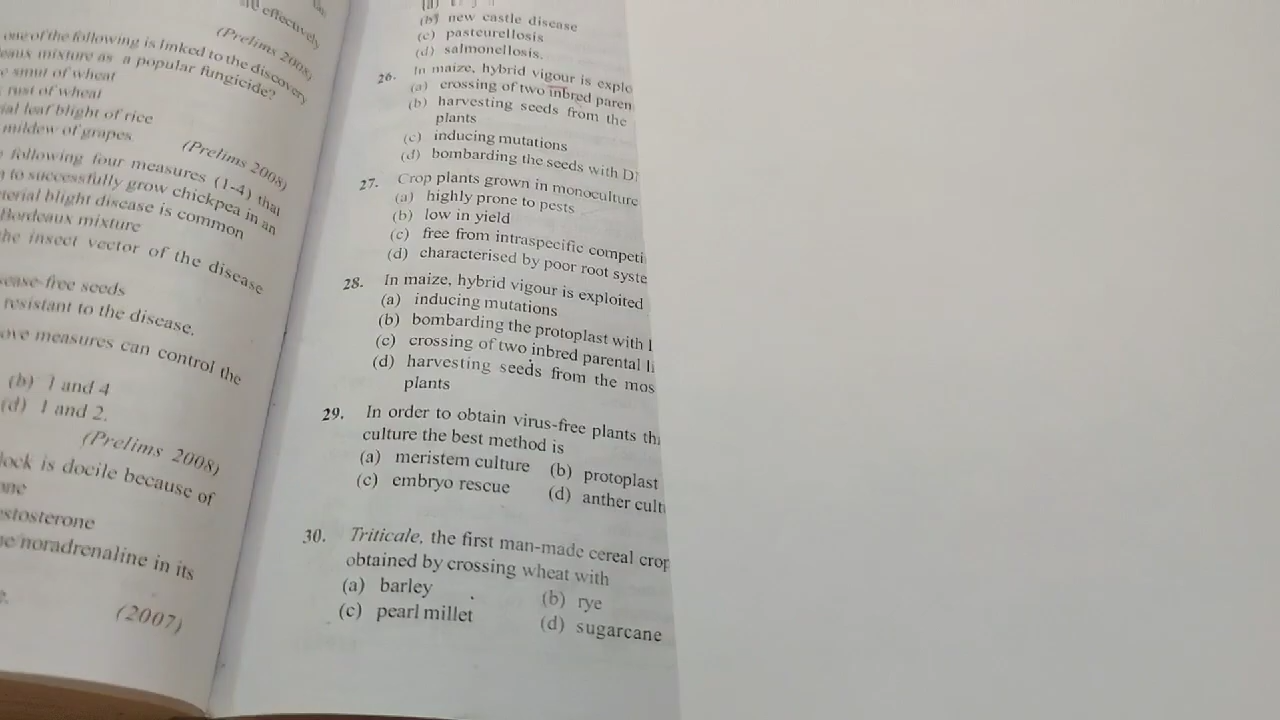 effectively
(Prelims 2008)
one of the following is linked to the discovery
eaux mixture as a popular fungicide?
e smut of wheat
rust of wheat
ial leaf blight of rice
mildew of grapes
(Prelims 2008)
following four measures (1-4) that
to successfully grow chickpea in an
terial blight disease is common
Bordeaux mixture
the insect vector of the disease
ease-free seeds
resistant to the disease.
ove measures can control the
(b) 1 and 4
(d) 1 and 2.
(Prelims 2008)
lock is docile because of
one
estosterone
noradrenaline in its
(2007)
(b) new castle disease
(c) pasteurellosis
(d) salmonellosis.
26. In maize, hybrid vigour is explo
(a) crossing of two inbred paren
(b) harvesting seeds from the
plants
(c) inducing mutations
(d) bombarding the seeds with D
27. Crop plants grown in monoculture
(a) highly prone to pests
(b) low in yield
(c) free from intraspecific competi
(d) characterised by poor root syste
28. In maize, hybrid vigour is exploited
(a) inducing mutations
(b) bombarding the protoplast with
(c) crossing of two inbred parental li
(d) harvesting seeds from the mos
plants
29. In order to obtain virus-free plants th
culture the best method is
(a) meristem culture (b) protoplast
(c) embryo rescue (d) anther cult
30. Triticale, the first man-made cereal crop
obtained by crossing wheat with
(a) barley (b) rye
(c) pearl millet (d) sugarcane